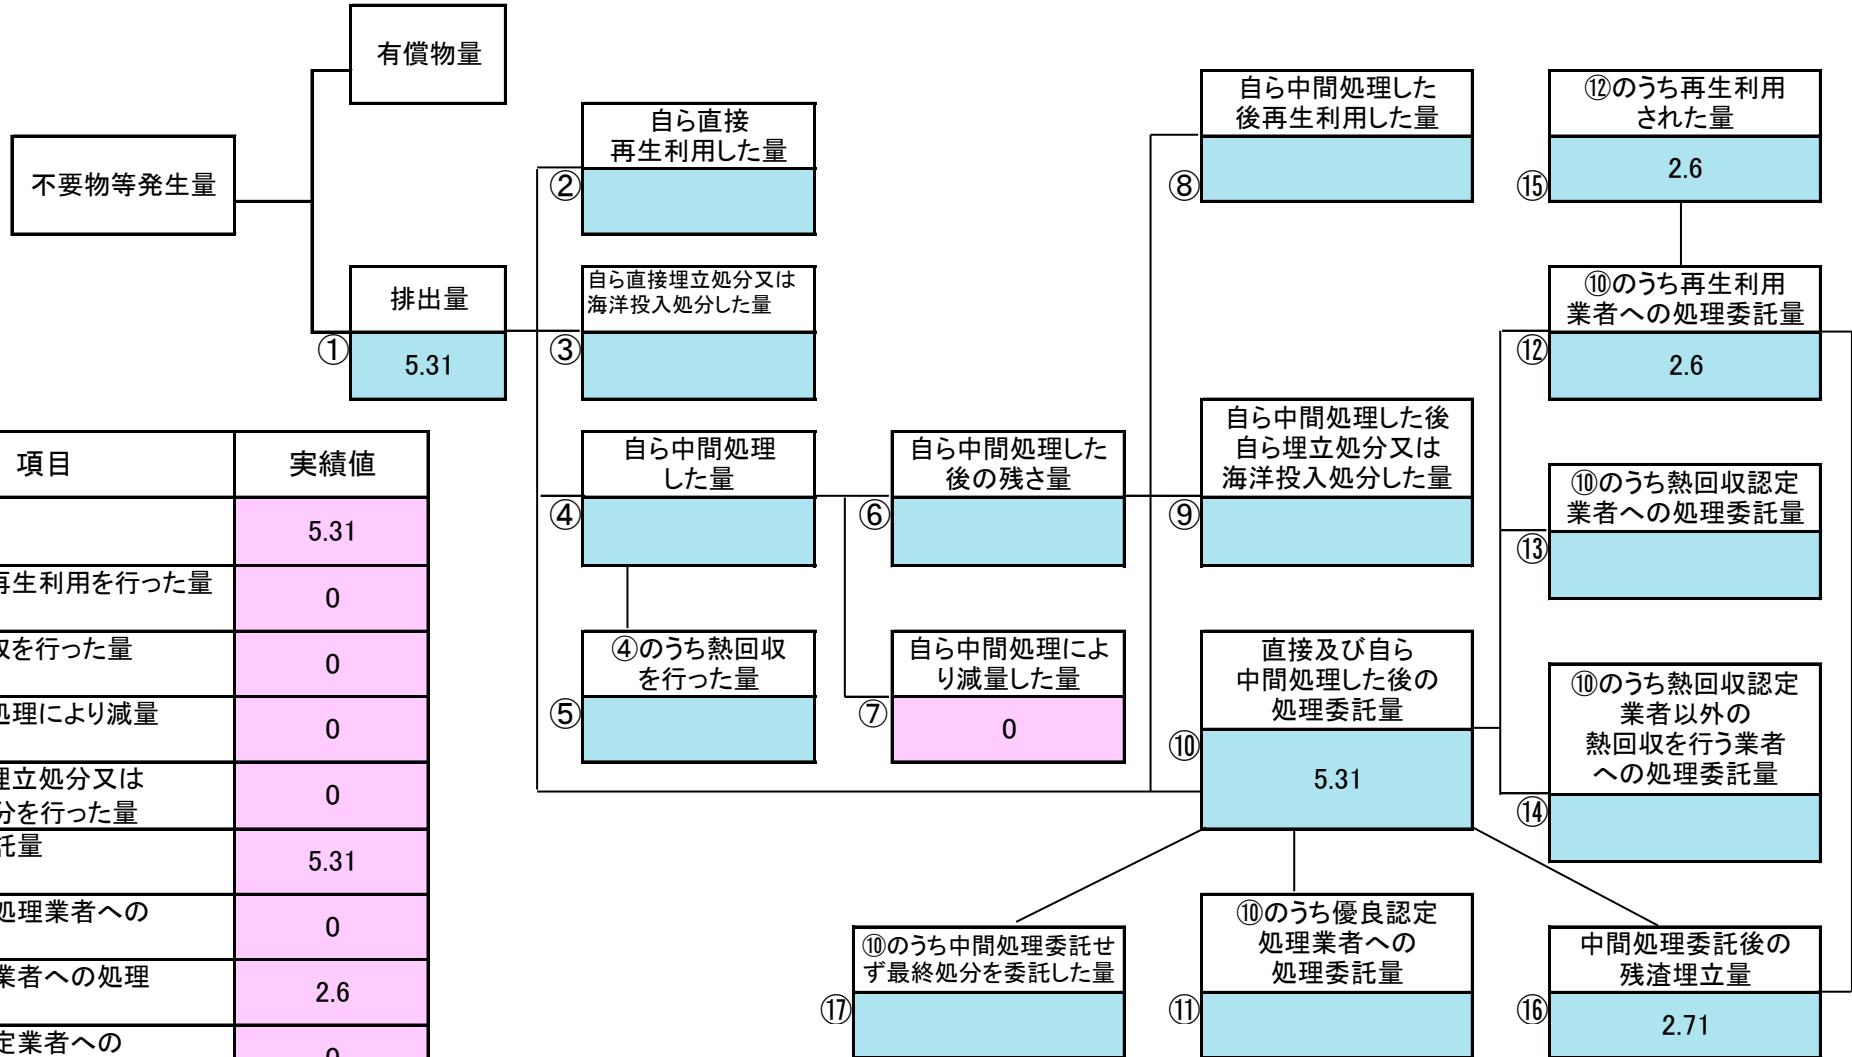 有償物量
不要物等発生量
排出量
①
5.31
自ら直接
再生利用した量
②
自ら直接埋立処分又は
海洋投入処分した量
③
自ら中間処理
した量
④
④のうち熱回収
を行った量
⑤
自ら中間処理した
後の残さ量
⑥
自ら中間処理によ
り減量した量
⑦
0
自ら中間処理した
後再生利用した量
⑧
自ら中間処理した後
自ら埋立処分又は
海洋投入処分した量
⑨
直接及び自ら
中間処理した後の
処理委託量
⑩
5.31
⑫のうち再生利用
された量
⑮
2.6
⑩のうち再生利用
業者への処理委託量
⑫
2.6
⑩のうち熱回収認定
業者への処理委託量
⑬
⑩のうち熱回収認定
業者以外の
熱回収を行う業者
への処理委託量
⑭
⑩のうち中間処理委託せ
ず最終処分を委託した量
⑰
⑩のうち優良認定
処理業者への
処理委託量
⑪
中間処理委託後の
残渣埋立量
⑯
2.71
項目 実績値
5.31
再生利用を行った量 0
を行った量 0
処理により減量 0
埋立処分又は
分を行った量 0
託量 5.31
処理業者への 0
業者への処理 2.6
定業者への 0